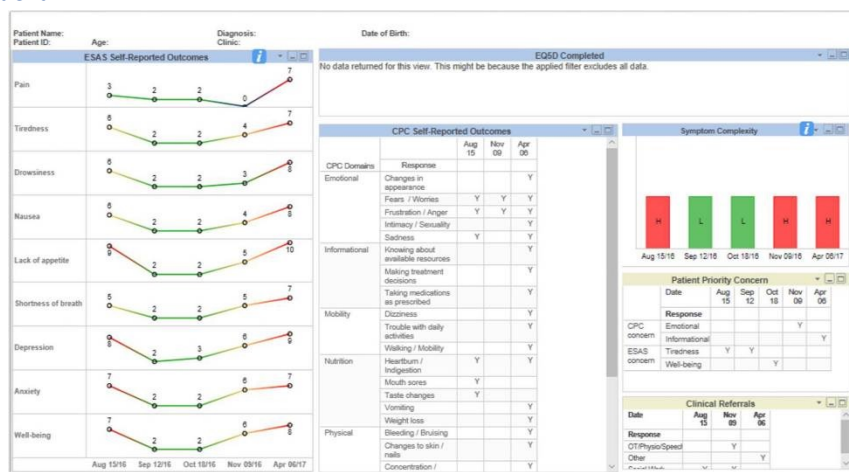 Patient Name: Diagnosis: Date of Birth:
Patient ID: Age: Clinic:
ESAS Self-Reported Outcomes
Pain
3 2 2 0 7
Tiredness
6 2 2 4 7
Drowsiness
6 2 2 3 8
Nausea
6 2 2 4 8
Lack of appetite
9 2 2 5 10
Shortness of breath
5 2 2 5 7
Depression
8 2 3 6 9
Anxiety
7 2 2 6 7
Well-being
7 2 2 6 8
Aug 15/16 Sep 12/16 Oct 18/16 Nov 09/16 Apr 06/17
EQ5D Completed
No data returned for this view. This might be because the applied filter excludes all data.
CPC Self-Reported Outcomes
Aug 15 Nov 09 Apr 06
CPC Domains Response
Emotional Changes in appearance Y
Fears / Worries Y Y Y
Frustration / Anger Y Y Y
Intimacy / Sexuality Y
Sadness Y Y
Informational Knowing about available resources Y
Making treatment decisions Y
Taking medications as prescribed Y
Mobility Dizziness Y
Trouble with daily activities Y
Walking / Mobility Y
Nutrition Heartburn / Indigestion Y Y
Mouth sores Y
Taste changes Y
Vomiting Y
Weight loss Y
Physical Bleeding / Bruising Y
Changes to skin / nails Y
Concentration / Y
Symptom Complexity
H L L H H
Aug 15/16 Sep 12/16 Oct 18/16 Nov 09/16 Apr 06/17
Patient Priority Concern
Date Aug 15 Sep 12 Oct 18 Nov 09 Apr 06
Response
CPC concern Emotional Y
Informational Y
ESAS concern Tiredness Y Y
Well-being Y
Clinical Referrals
Date Aug 15 Nov 09 Apr 06
Response
OT/Physio/Speech Y
Other Y